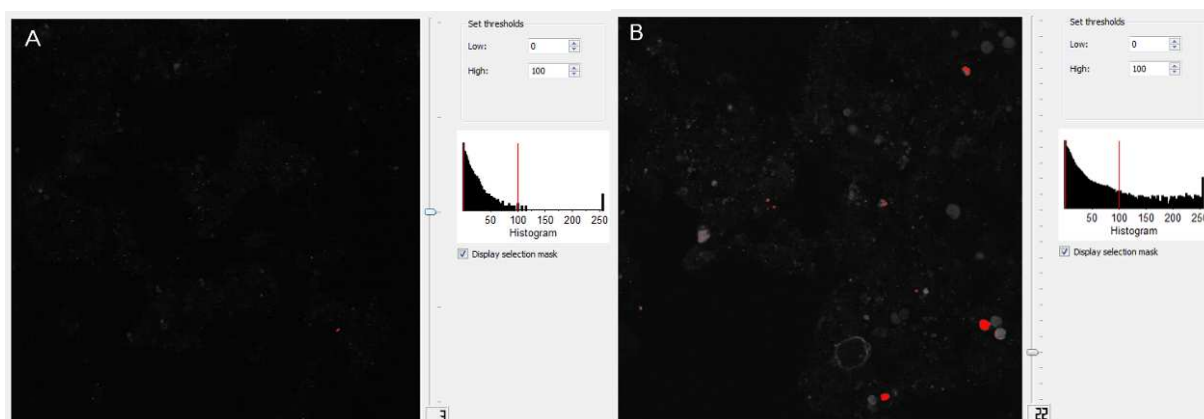 A
Set thresholds
Low: 0
High: 100
50 100 150 200 250
Histogram
Display selection mask
3
B
Set thresholds
Low: 0
High: 100
50 100 150 200 250
Histogram
Display selection mask
22